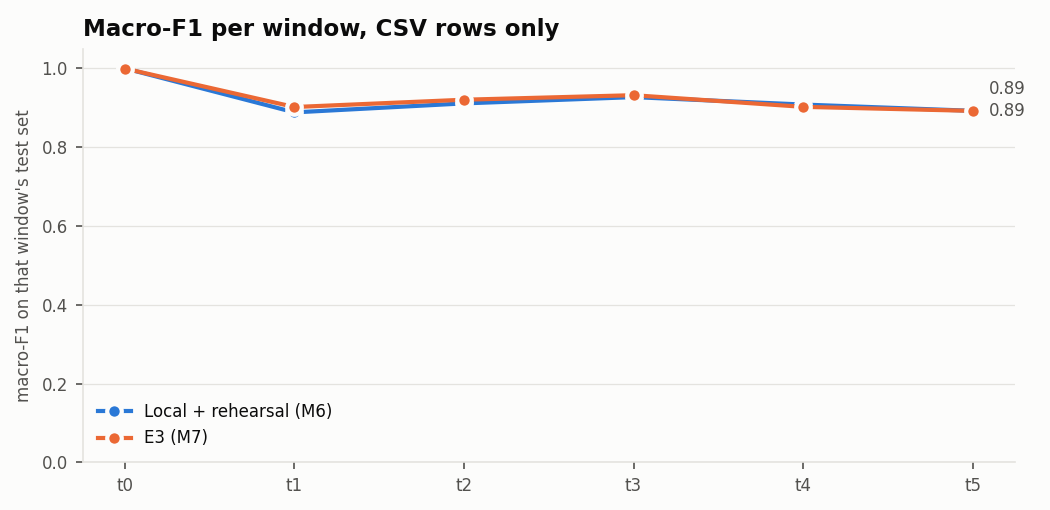 Macro-F1 per window, CSV rows only
macro-F1 on that window's test set
1.0
0.8
0.6
0.4
0.2
0.0
0.89
0.89
Local + rehearsal (M6)
E3 (M7)
t0
t1
t2
t3
t4
t5